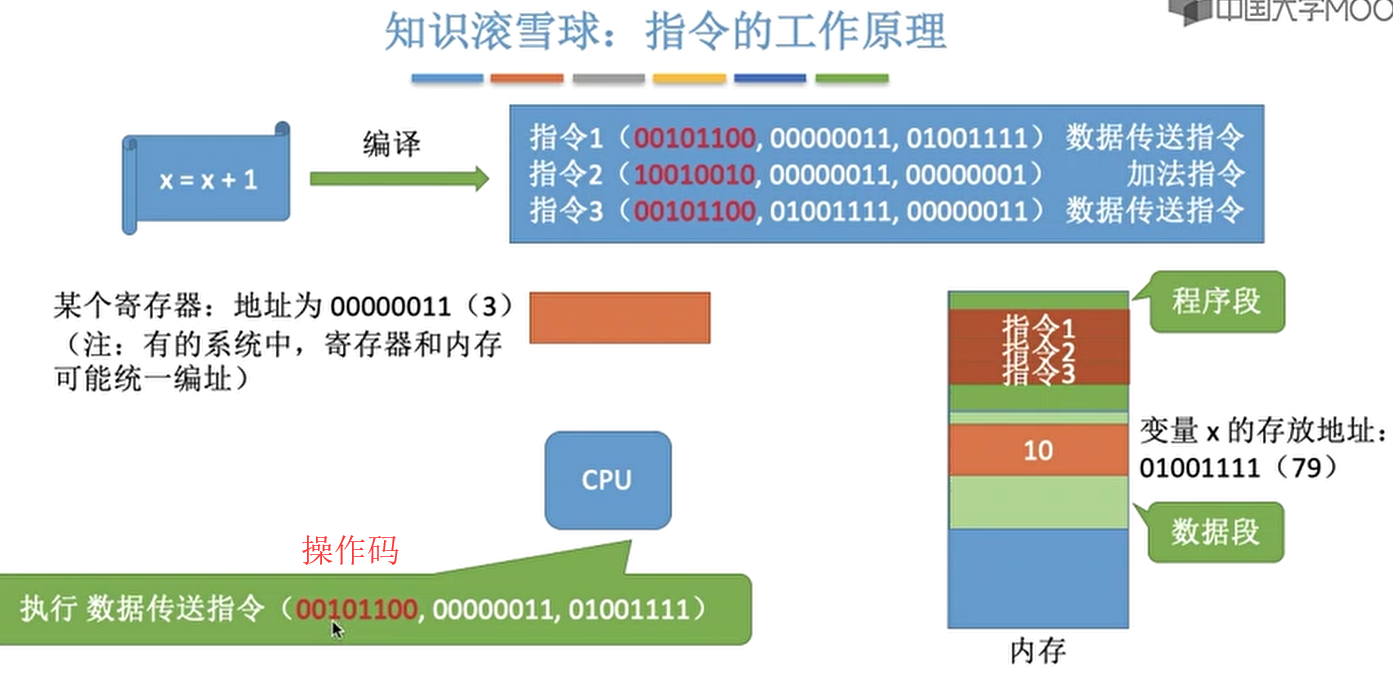 中国大学MOO
知识滚雪球：指令的工作原理
x = x + 1
编译
指令1（00101100, 00000011, 01001111） 数据传送指令
指令2（10010010, 00000011, 00000001） 加法指令
指令3（00101100, 01001111, 00000011） 数据传送指令
某个寄存器：地址为 00000011（3）
（注：有的系统中，寄存器和内存
可能统一编址）
程序段
指令1
指令2
指令3
10
变量 x 的存放地址：
01001111（79）
数据段
CPU
操作码
执行 数据传送指令（00101100, 00000011, 01001111）
内存